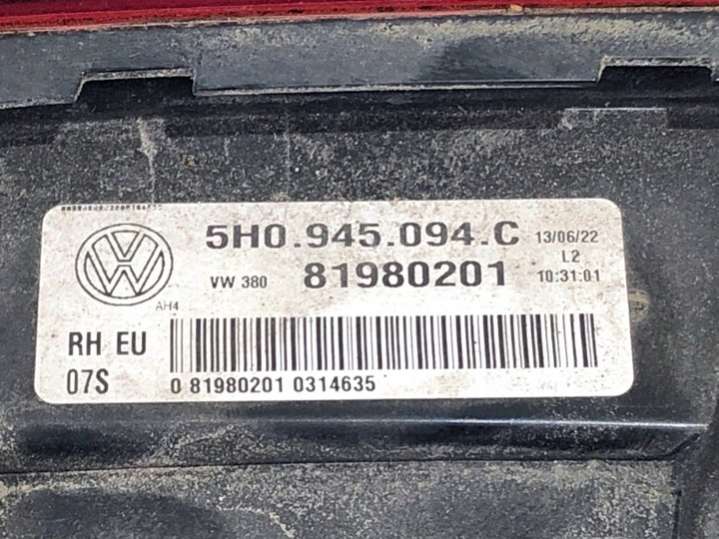 5H0.945.094.C 13/06/22
L2
VW 380 81980201 10:31:01
AH4
RH EU
07S 0 81980201 0314635